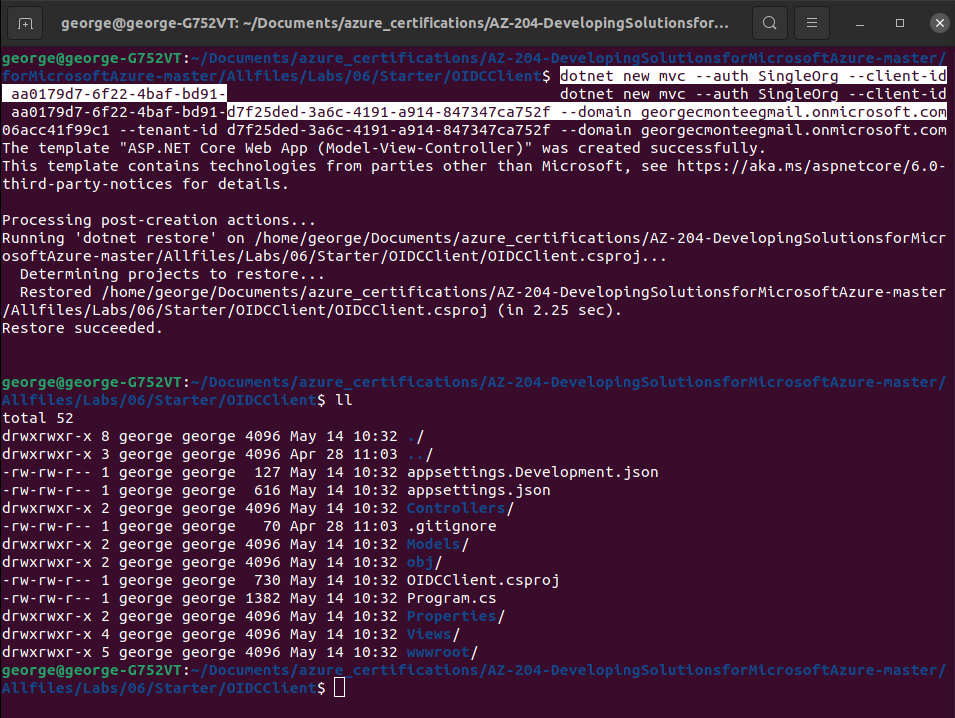 george@george-G752VT: ~/Documents/azure_certifications/AZ-204-DevelopingSolutionsfor...
george@george-G752VT:~/Documents/azure_certifications/AZ-204-DevelopingSolutionsforMicrosoftAzure-master/
forMicrosoftAzure-master/Allfiles/Labs/06/Starter/OIDCClient$ dotnet new mvc --auth SingleOrg --client-id
aa0179d7-6f22-4baf-bd91- dotnet new mvc --auth SingleOrg --client-id
aa0179d7-6f22-4baf-bd91-d7f25ded-3a6c-4191-a914-847347ca752f --domain georgecmonteegmail.onmicrosoft.com
06acc41f99c1 --tenant-id d7f25ded-3a6c-4191-a914-847347ca752f --domain georgecmonteegmail.onmicrosoft.com
The template "ASP.NET Core Web App (Model-View-Controller)" was created successfully.
This template contains technologies from parties other than Microsoft, see https://aka.ms/aspnetcore/6.0-
third-party-notices for details.
Processing post-creation actions...
Running 'dotnet restore' on /home/george/Documents/azure_certifications/AZ-204-DevelopingSolutionsforMicr
osoftAzure-master/Allfiles/Labs/06/Starter/OIDCClient/OIDCClient.csproj...
Determining projects to restore...
Restored /home/george/Documents/azure_certifications/AZ-204-DevelopingSolutionsforMicrosoftAzure-master
/Allfiles/Labs/06/Starter/OIDCClient/OIDCClient.csproj (in 2.25 sec).
Restore succeeded.
george@george-G752VT:~/Documents/azure_certifications/AZ-204-DevelopingSolutionsforMicrosoftAzure-master/
Allfiles/Labs/06/Starter/OIDCClient$ ll
total 52
drwxrwxr-x 8 george george 4096 May 14 10:32 ./
drwxrwxr-x 3 george george 4096 Apr 28 11:03 ../
-rw-rw-r-- 1 george george  127 May 14 10:32 appsettings.Development.json
-rw-rw-r-- 1 george george  616 May 14 10:32 appsettings.json
drwxrwxr-x 2 george george 4096 May 14 10:32 Controllers/
-rw-rw-r-- 1 george george   70 Apr 28 11:03 .gitignore
drwxrwxr-x 2 george george 4096 May 14 10:32 Models/
drwxrwxr-x 2 george george 4096 May 14 10:32 obj/
-rw-rw-r-- 1 george george  730 May 14 10:32 OIDCClient.csproj
-rw-rw-r-- 1 george george 1382 May 14 10:32 Program.cs
drwxrwxr-x 2 george george 4096 May 14 10:32 Properties/
drwxrwxr-x 4 george george 4096 May 14 10:32 Views/
drwxrwxr-x 5 george george 4096 May 14 10:32 wwwroot/
george@george-G752VT:~/Documents/azure_certifications/AZ-204-DevelopingSolutionsforMicrosoftAzure-master/
Allfiles/Labs/06/Starter/OIDCClient$